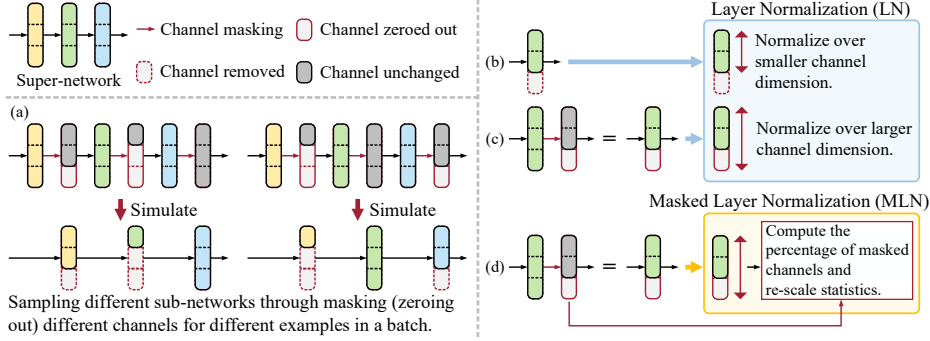 Super-network
Channel masking
Channel zeroed out
Channel removed
Channel unchanged
(a)
Simulate
Simulate
Sampling different sub-networks through masking (zeroing
out) different channels for different examples in a batch.
Layer Normalization (LN)
(b)
Normalize over
smaller channel
dimension.
(c)
=
Normalize over larger
channel dimension.
Masked Layer Normalization (MLN)
(d)
=
Compute the
percentage of masked
channels and
re-scale statistics.